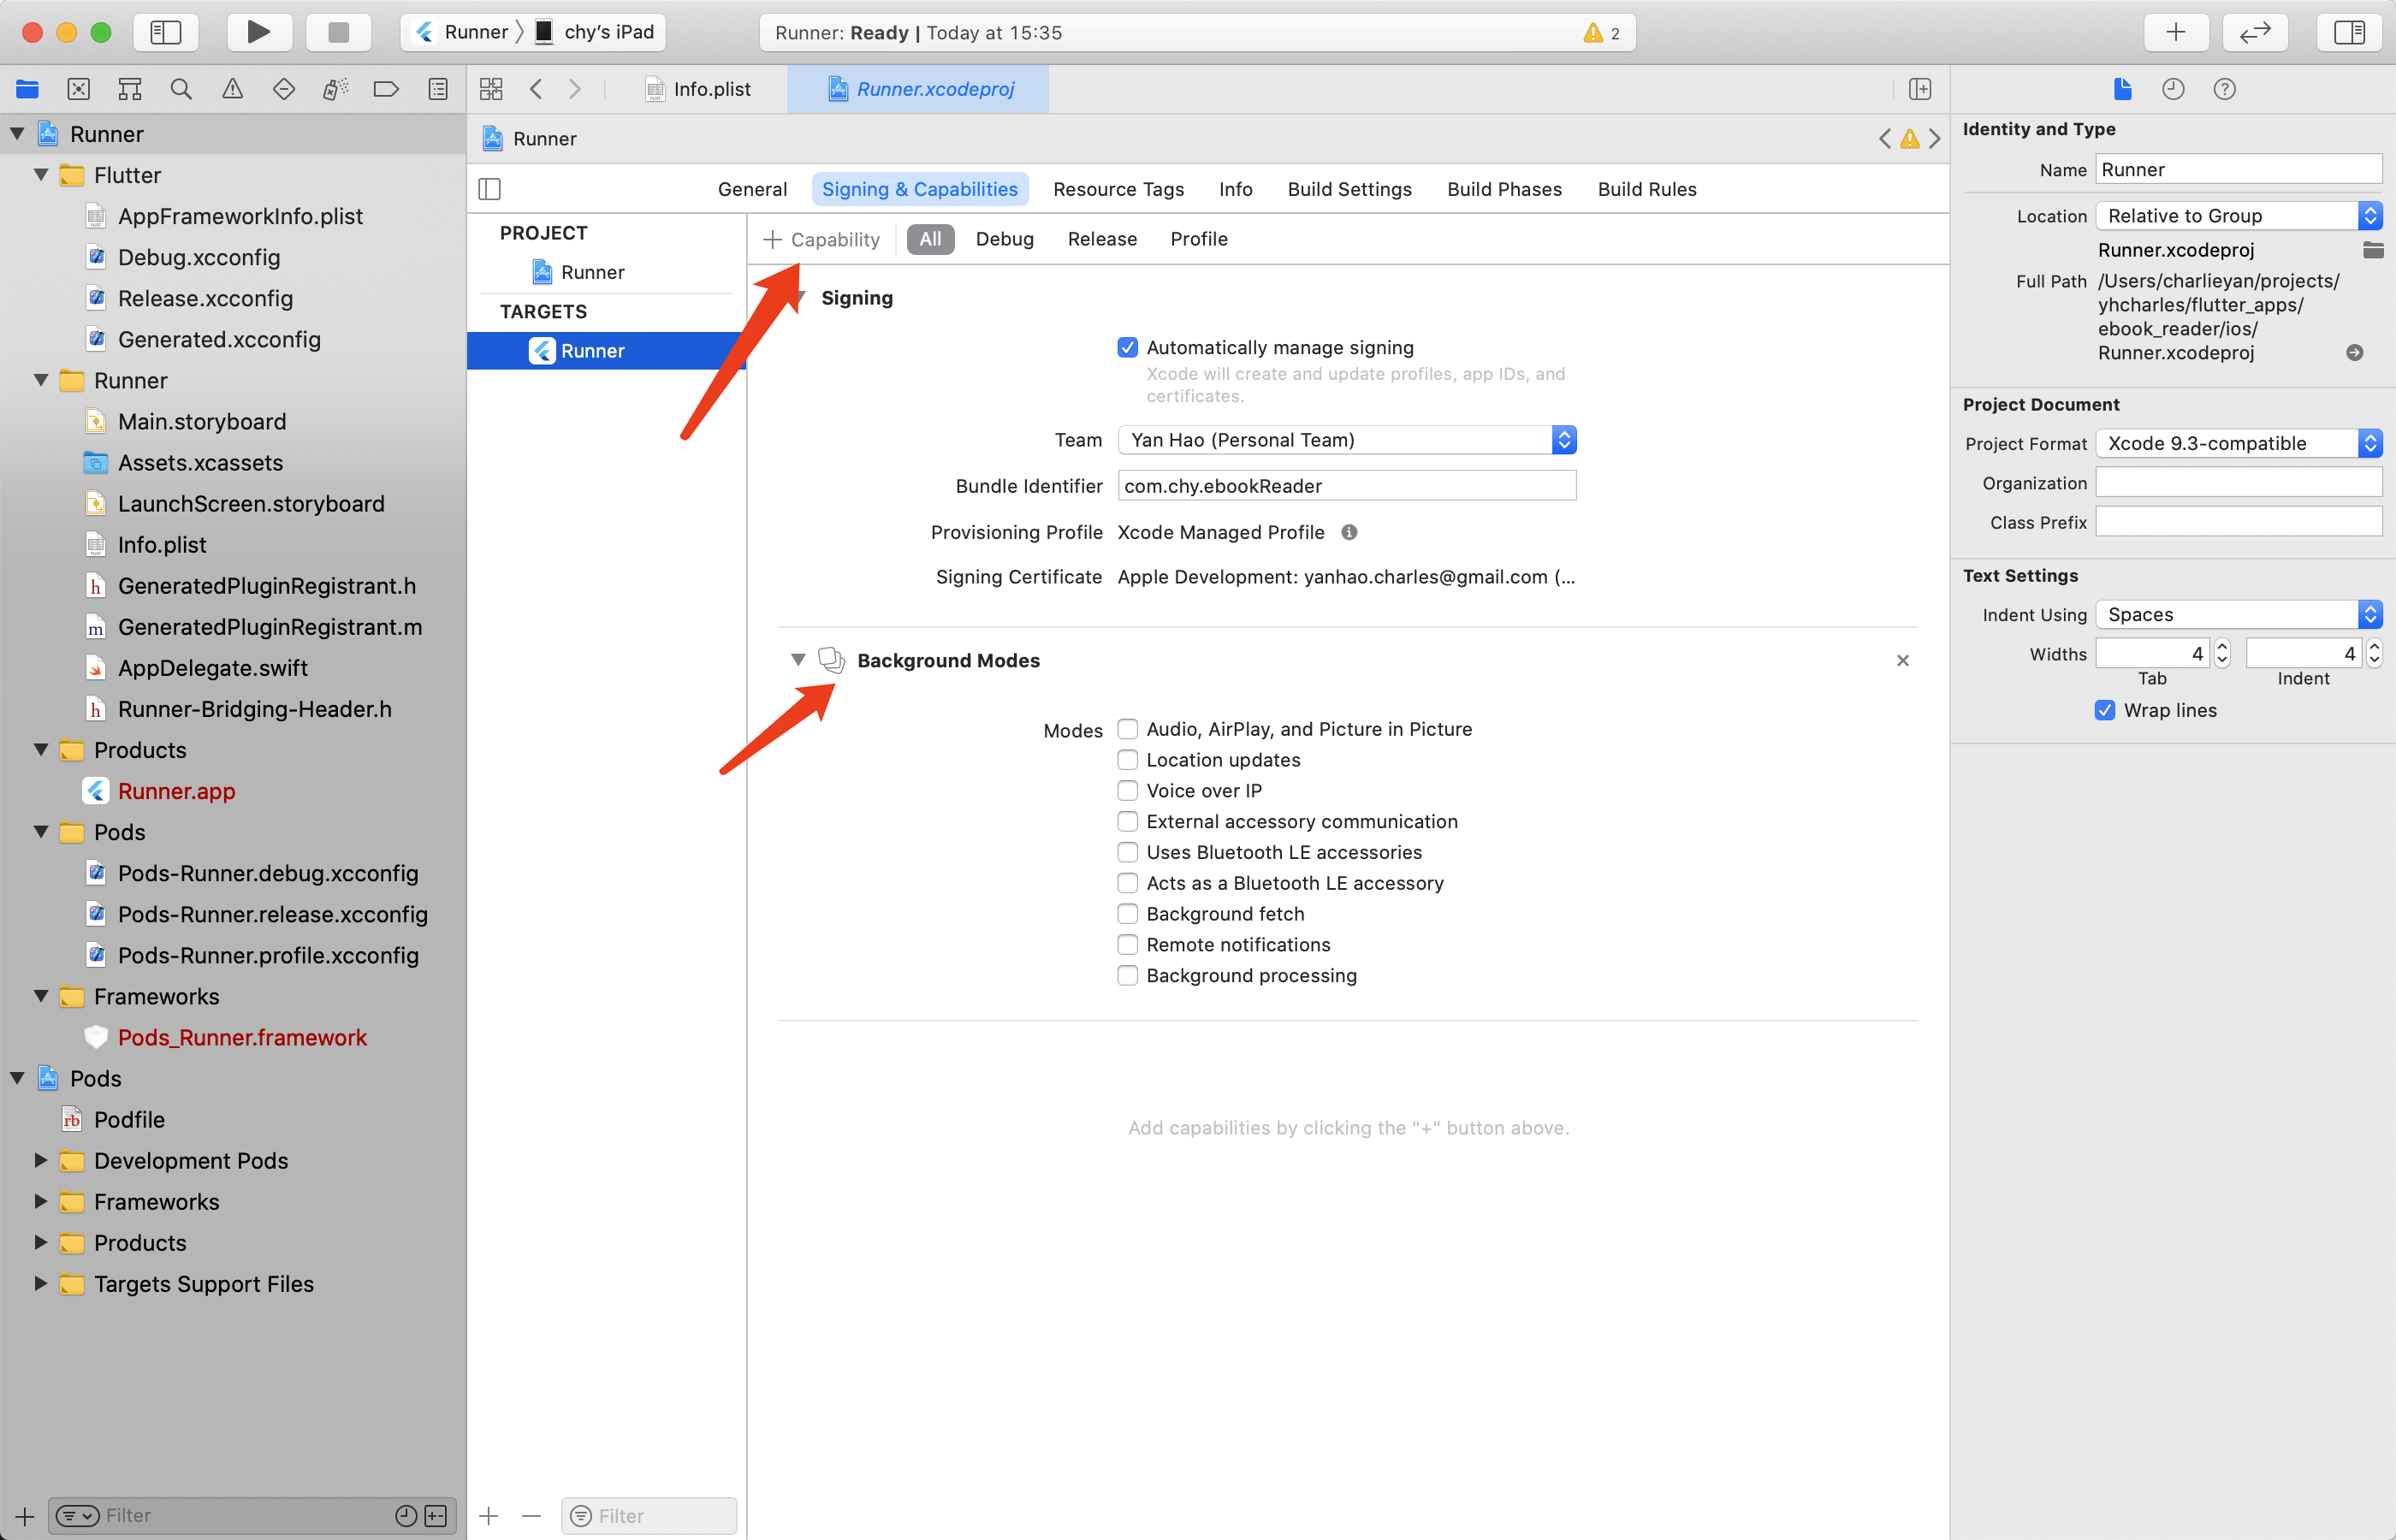 Runner 〉 chy's iPad
Runner: Ready | Today at 15:35
2
Info.plist
Runner.xcodeproj
Runner
Flutter
AppFrameworkInfo.plist
Debug.xcconfig
Release.xcconfig
Generated.xcconfig
Runner
Main.storyboard
Assets.xcassets
LaunchScreen.storyboard
Info.plist
GeneratedPluginRegistrant.h
GeneratedPluginRegistrant.m
AppDelegate.swift
Runner-Bridging-Header.h
Products
Runner.app
Pods
Pods-Runner.debug.xcconfig
Pods-Runner.release.xcconfig
Pods-Runner.profile.xcconfig
Frameworks
Pods_Runner.framework
Pods
Podfile
Development Pods
Frameworks
Products
Targets Support Files
Filter
Runner
General Signing & Capabilities Resource Tags Info Build Settings Build Phases Build Rules
PROJECT
Runner
TARGETS
Runner
Filter
+ Capability All Debug Release Profile
Signing
Automatically manage signing
Xcode will create and update profiles, app IDs, and
certificates.
Team Yan Hao (Personal Team)
Bundle Identifier com.chy.ebookReader
Provisioning Profile Xcode Managed Profile
Signing Certificate Apple Development: yanhao.charles@gmail.com (...
Background Modes
Modes Audio, AirPlay, and Picture in Picture
Location updates
Voice over IP
External accessory communication
Uses Bluetooth LE accessories
Acts as a Bluetooth LE accessory
Background fetch
Remote notifications
Background processing
Add capabilities by clicking the "+" button above.
Identity and Type
Name Runner
Location Relative to Group
Runner.xcodeproj
Full Path /Users/charlieyan/projects/
yhcharles/flutter_apps/
ebook_reader/ios/
Runner.xcodeproj
Project Document
Project Format Xcode 9.3-compatible
Organization
Class Prefix
Text Settings
Indent Using Spaces
Widths 4 4
Tab Indent
Wrap lines